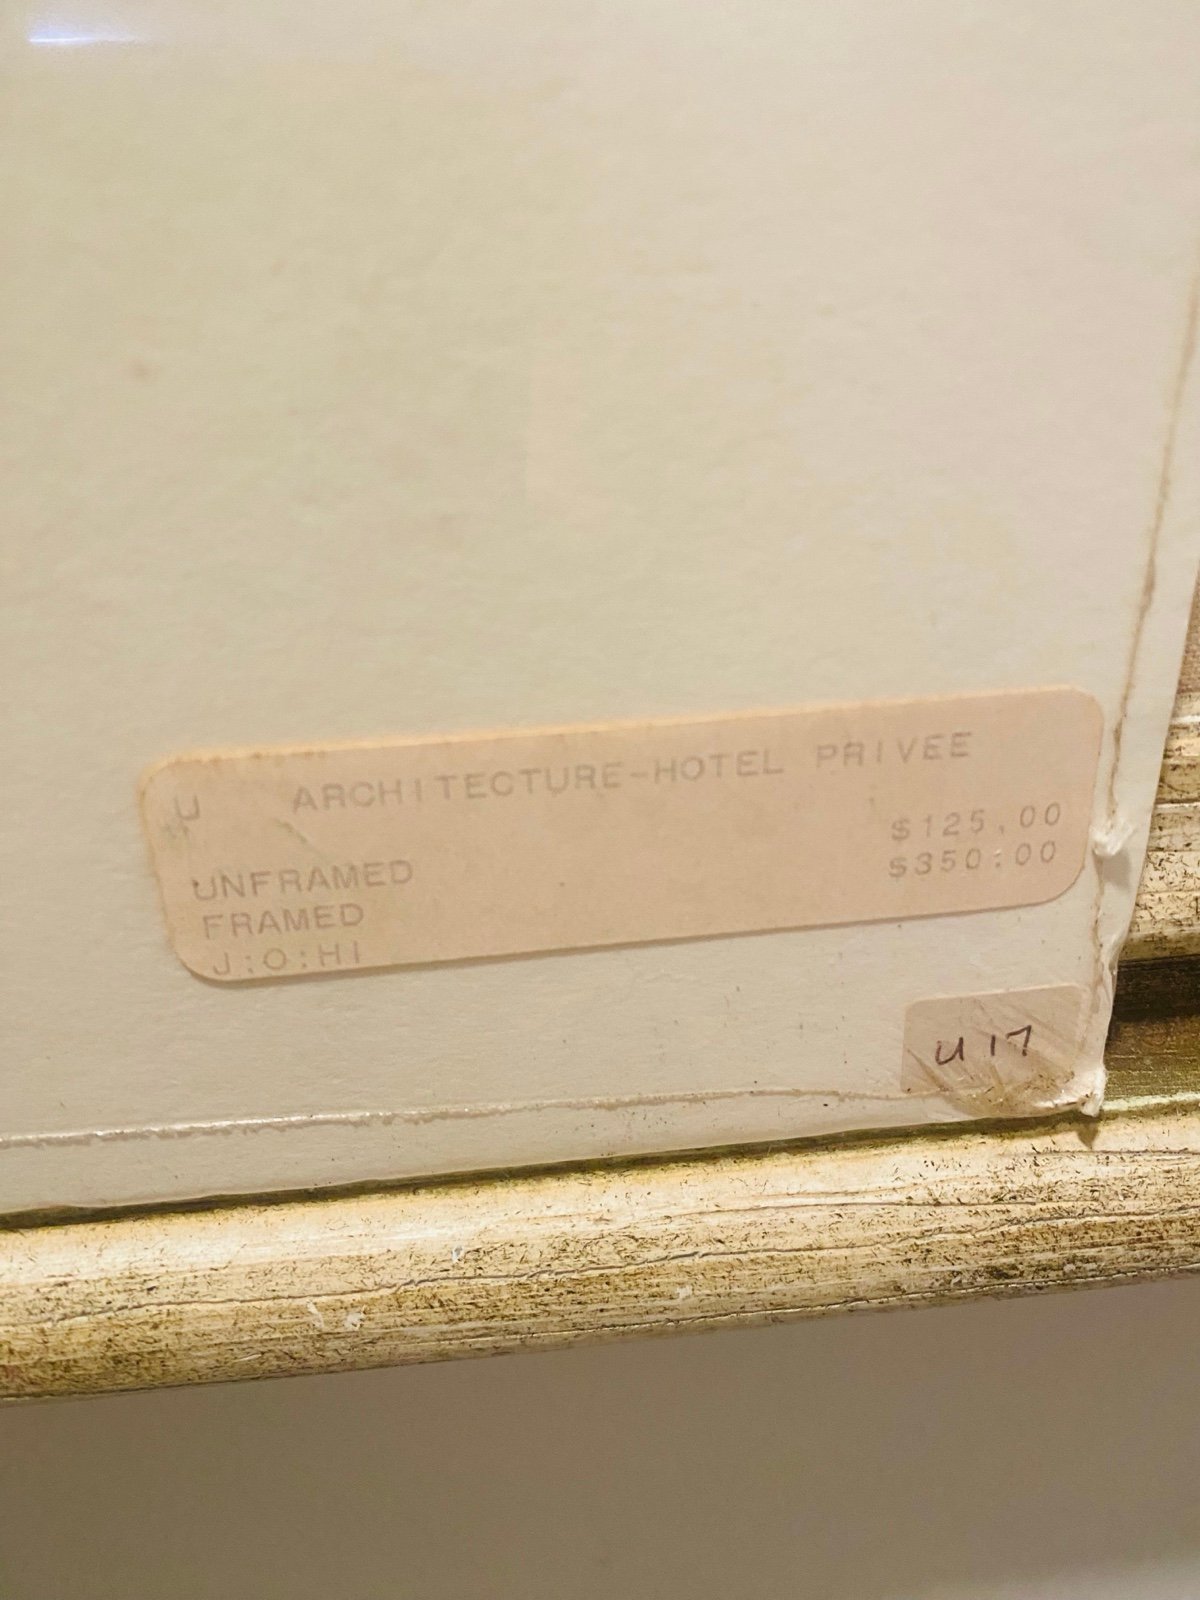 U ARCHITECTURE-HOTEL PRIVEE
UNFRAMED $125.00
FRAMED $350:00
J:O:HI
U17